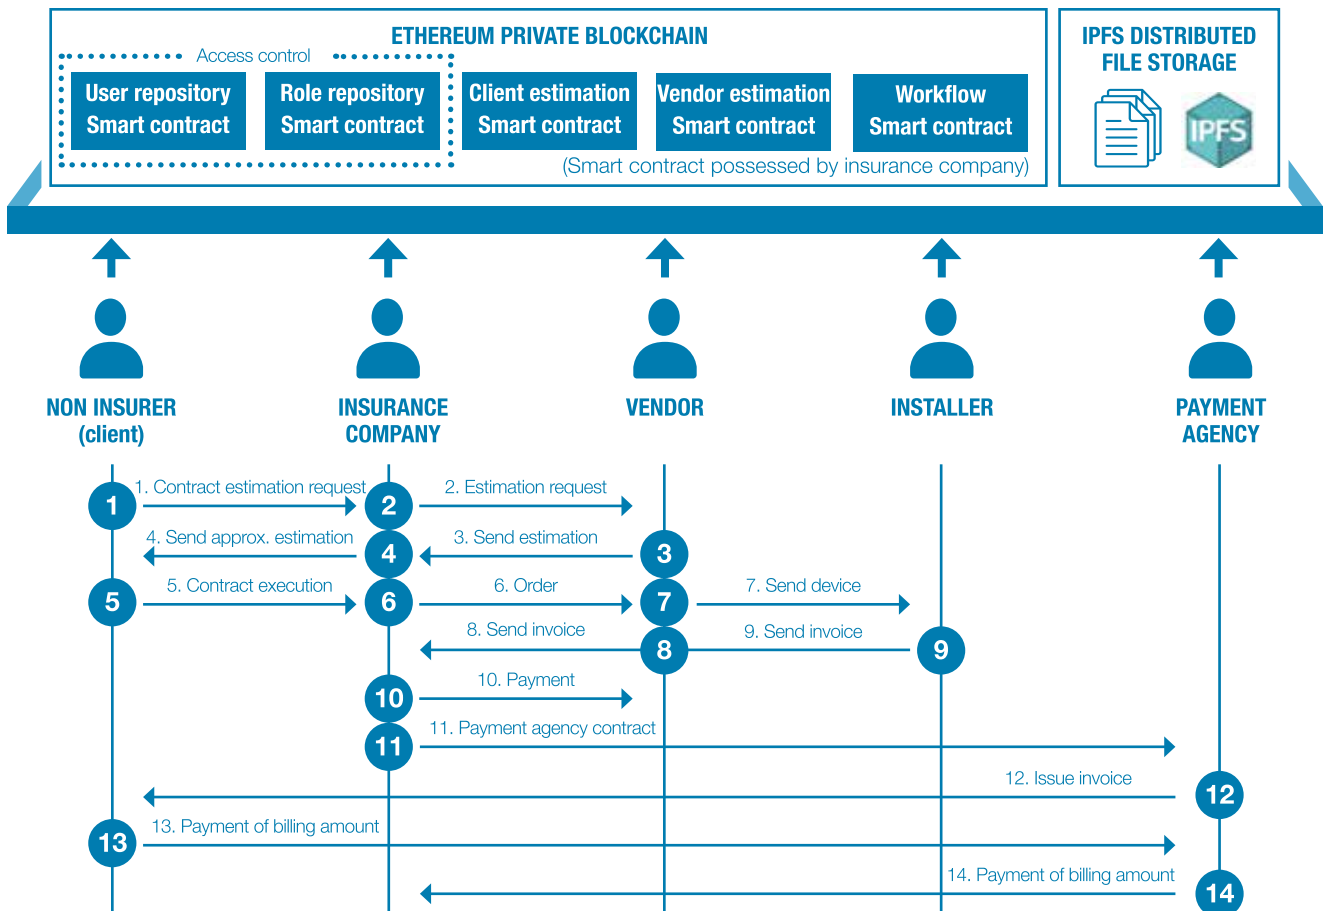 ETHEREUM PRIVATE BLOCKCHAIN
Access control
User repository
Smart contract
Role repository
Smart contract
Client estimation
Smart contract
Vendor estimation
Smart contract
Workflow
Smart contract
(Smart contract possessed by insurance company)
IPFS DISTRIBUTED
FILE STORAGE
IPFS
NON INSURER
(client)
INSURANCE
COMPANY
VENDOR
INSTALLER
PAYMENT
AGENCY
1
1. Contract estimation request
2
2. Estimation request
4. Send approx. estimation
4
3. Send estimation
3
5
5. Contract execution
6
6. Order
7
7. Send device
8. Send invoice
8
9. Send invoice
9
10
10. Payment
11
11. Payment agency contract
12. Issue invoice
12
13
13. Payment of billing amount
14. Payment of billing amount
14